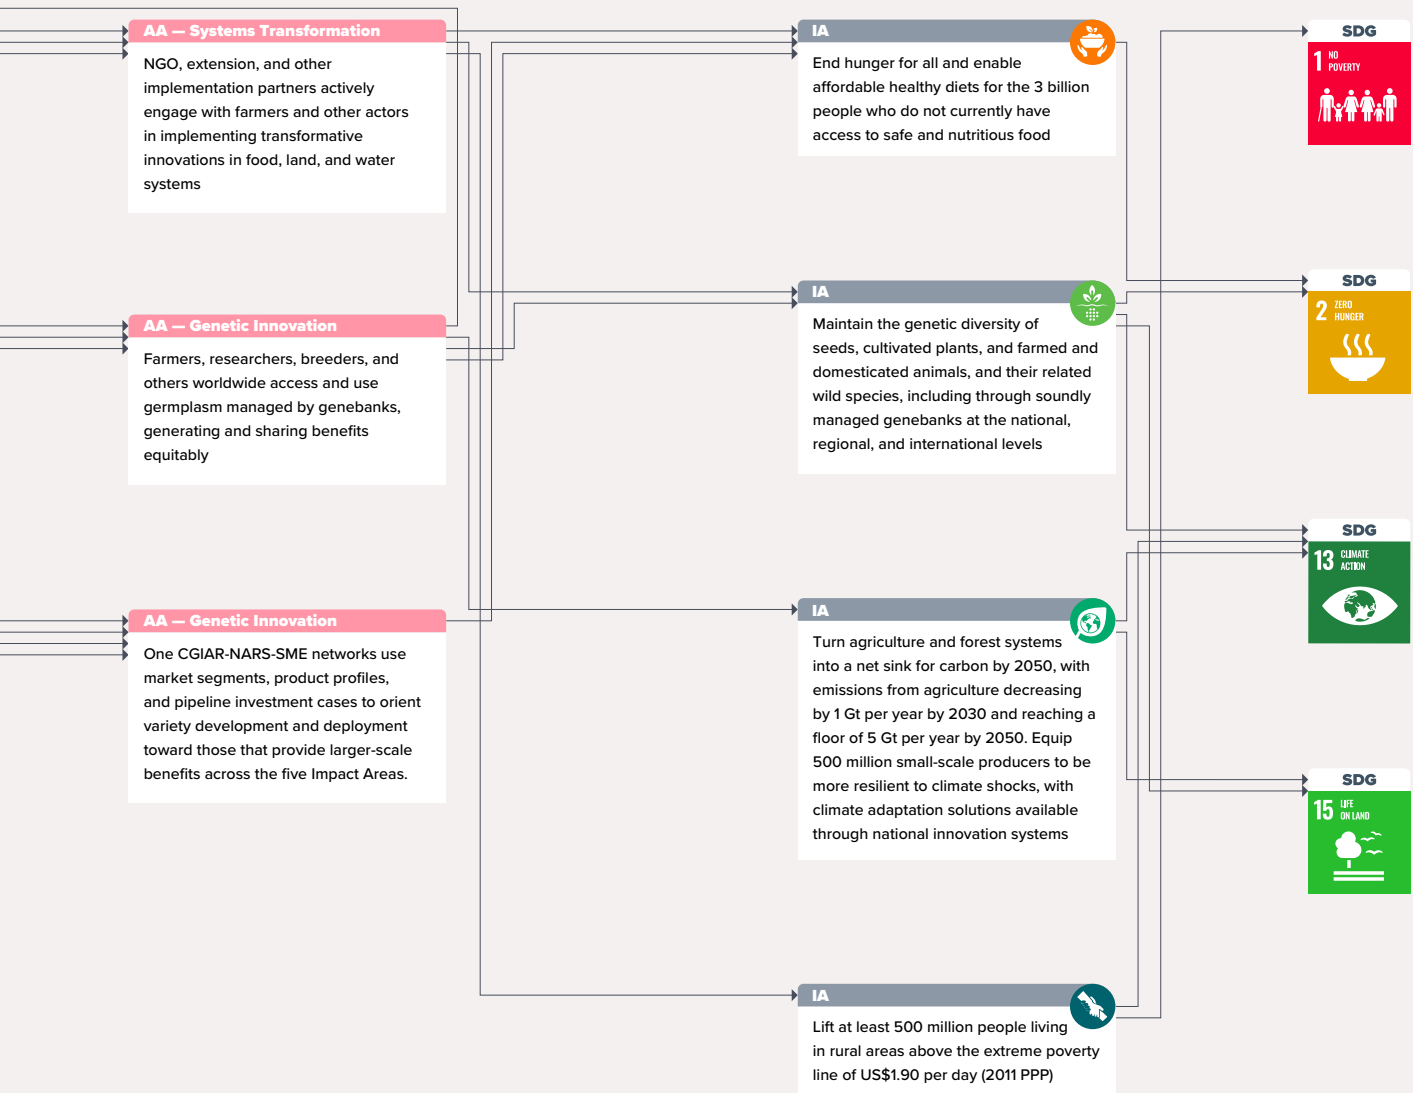 AA — Systems Transformation
NGO, extension, and other
implementation partners actively
engage with farmers and other actors
in implementing transformative
innovations in food, land, and water
systems
AA — Genetic Innovation
Farmers, researchers, breeders, and
others worldwide access and use
germplasm managed by genebanks,
generating and sharing benefits
equitably
AA — Genetic Innovation
One CGIAR-NARS-SME networks use
market segments, product profiles,
and pipeline investment cases to orient
variety development and deployment
toward those that provide larger-scale
benefits across the five Impact Areas.
IA
End hunger for all and enable
affordable healthy diets for the 3 billion
people who do not currently have
access to safe and nutritious food
IA
Maintain the genetic diversity of
seeds, cultivated plants, and farmed and
domesticated animals, and their related
wild species, including through soundly
managed genebanks at the national,
regional, and international levels
IA
Turn agriculture and forest systems
into a net sink for carbon by 2050, with
emissions from agriculture decreasing
by 1 Gt per year by 2030 and reaching a
floor of 5 Gt per year by 2050. Equip
500 million small-scale producers to be
more resilient to climate shocks, with
climate adaptation solutions available
through national innovation systems
IA
Lift at least 500 million people living
in rural areas above the extreme poverty
line of US$1.90 per day (2011 PPP)
SDG
1 NO
POVERTY
SDG
2 ZERO
HUNGER
SDG
13 CLIMATE
ACTION
SDG
15 LIFE
ON LAND